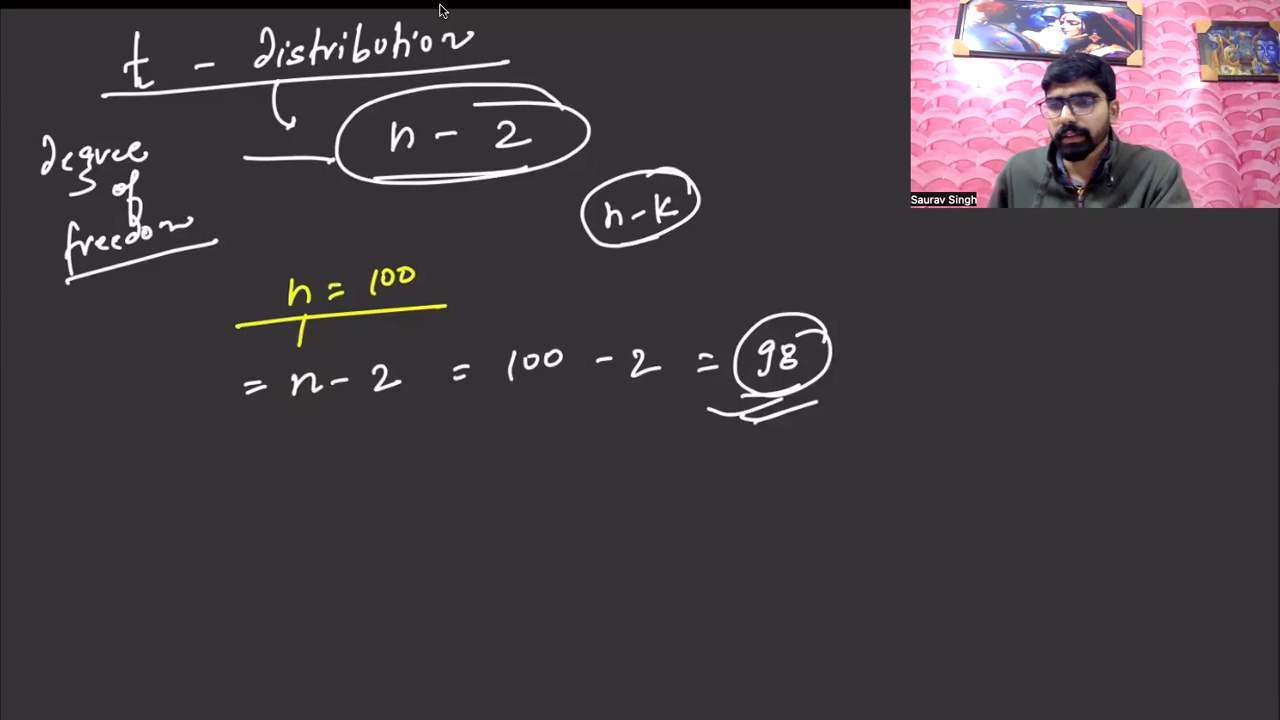 t - distribution
n - 2
degree
of
freedom
n - k
n = 100
= n - 2 = 100 - 2 = 98
Saurav Singh